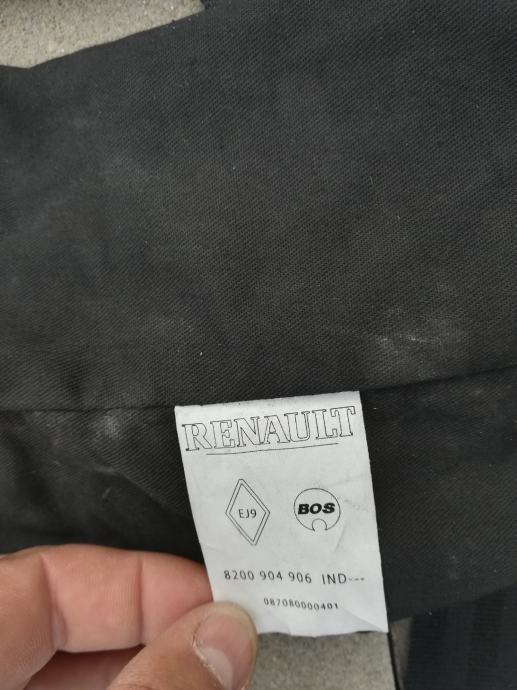 RENAULT
EJ9 BOS
8200 904 906 IND---
087080000401